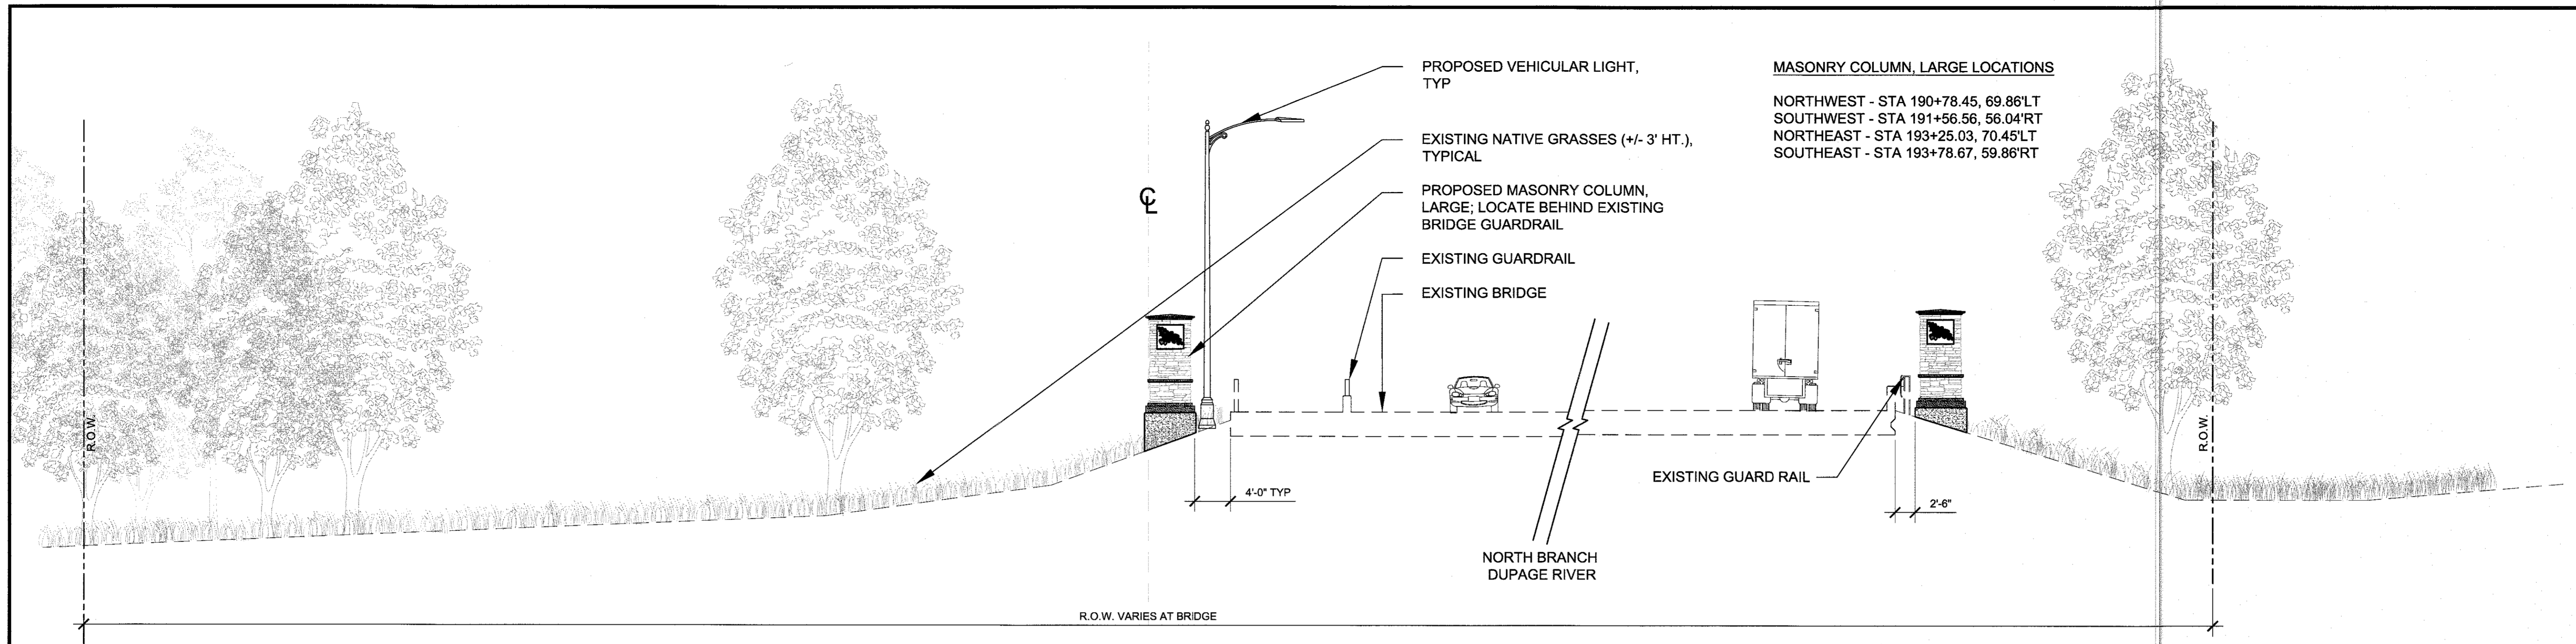 PROPOSED VEHICULAR LIGHT,
TYP
EXISTING NATIVE GRASSES (+/- 3' HT.),
TYPICAL
PROPOSED MASONRY COLUMN,
LARGE; LOCATE BEHIND EXISTING
BRIDGE GUARDRAIL
EXISTING GUARDRAIL
EXISTING BRIDGE
MASONRY COLUMN, LARGE LOCATIONS
NORTHWEST - STA 190+78.45, 69.86'LT
SOUTHWEST - STA 191+56.56, 56.04'RT
NORTHEAST - STA 193+25.03, 70.45'LT
SOUTHEAST - STA 193+78.67, 59.86'RT
CL
R.O.W.
R.O.W.
EXISTING GUARD RAIL
4'-0" TYP
2'-6"
NORTH BRANCH
DUPAGE RIVER
R.O.W. VARIES AT BRIDGE